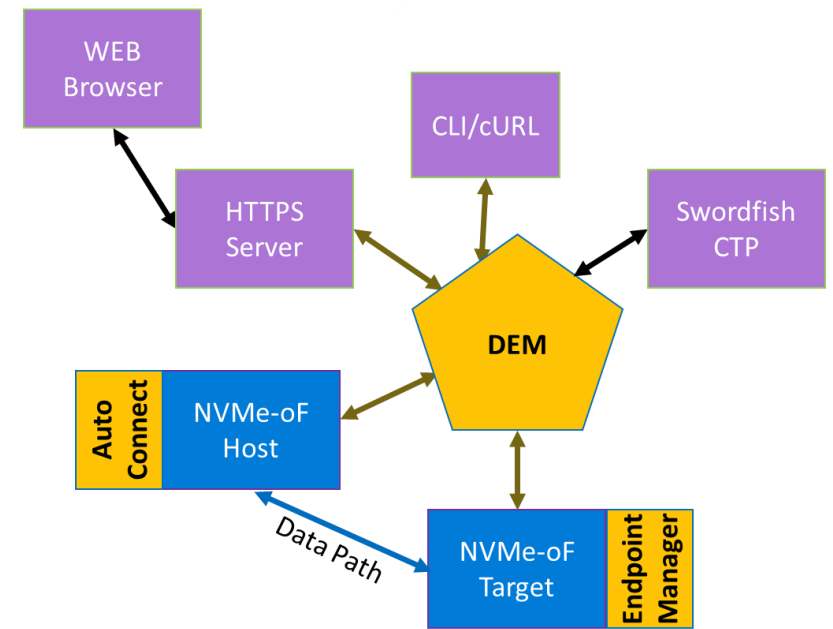 WEB
Browser
CLI/cURL
HTTPS
Server
Swordfish
CTP
DEM
Auto
Connect
NVMe-oF
Host
Data Path
NVMe-oF
Target
Endpoint
Manager